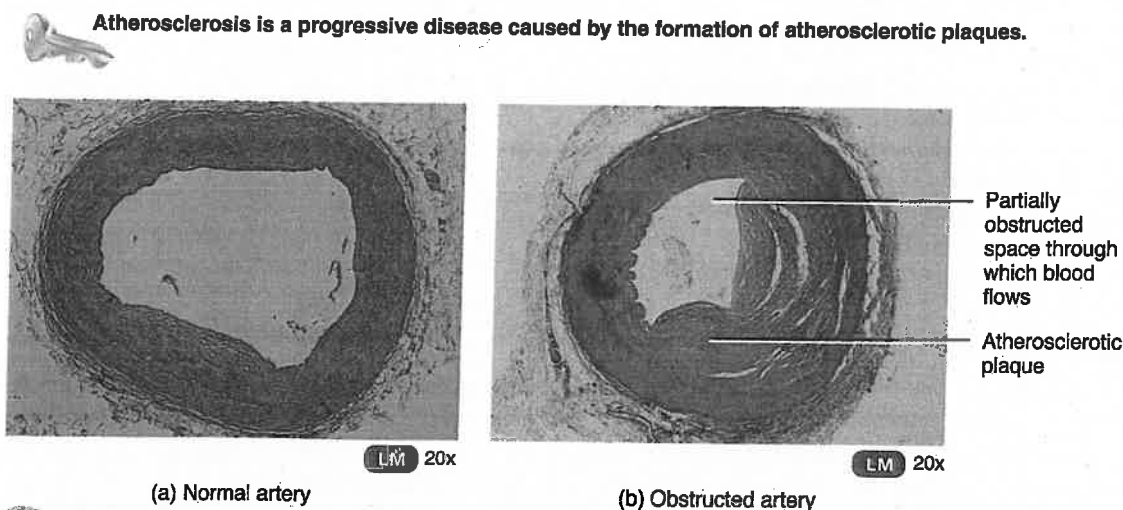 Atherosclerosis is a progressive disease caused by the formation of atherosclerotic plaques.
Partially
obstructed
space through
which blood
flows
Atherosclerotic
plaque
LM 20x
LM 20x
(a) Normal artery
(b) Obstructed artery